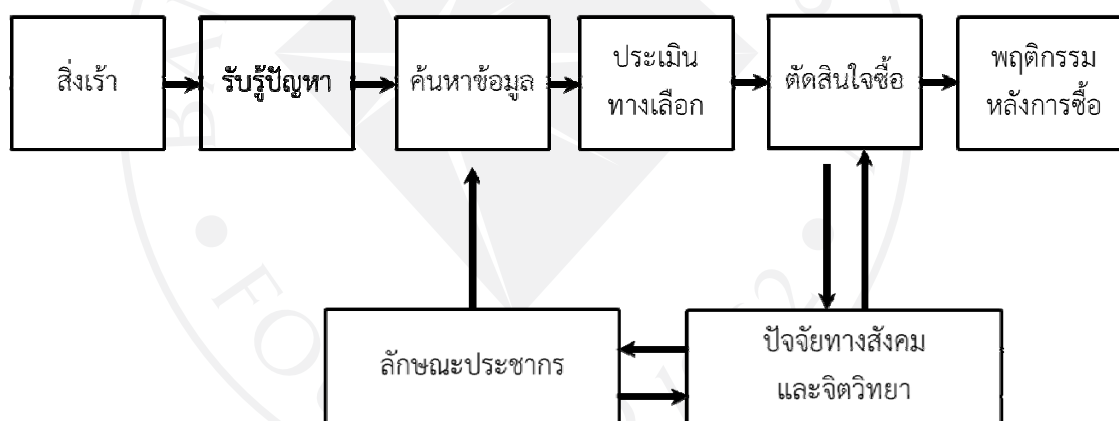 สิ่งเร้า
รับรู้ปัญหา
ค้นหาข้อมูล
ประเมิน
ทางเลือก
ตัดสินใจซื้อ
พฤติกรรม
หลังการซื้อ
ลักษณะประชากร
ปัจจัยทางสังคม
และจิตวิทยา